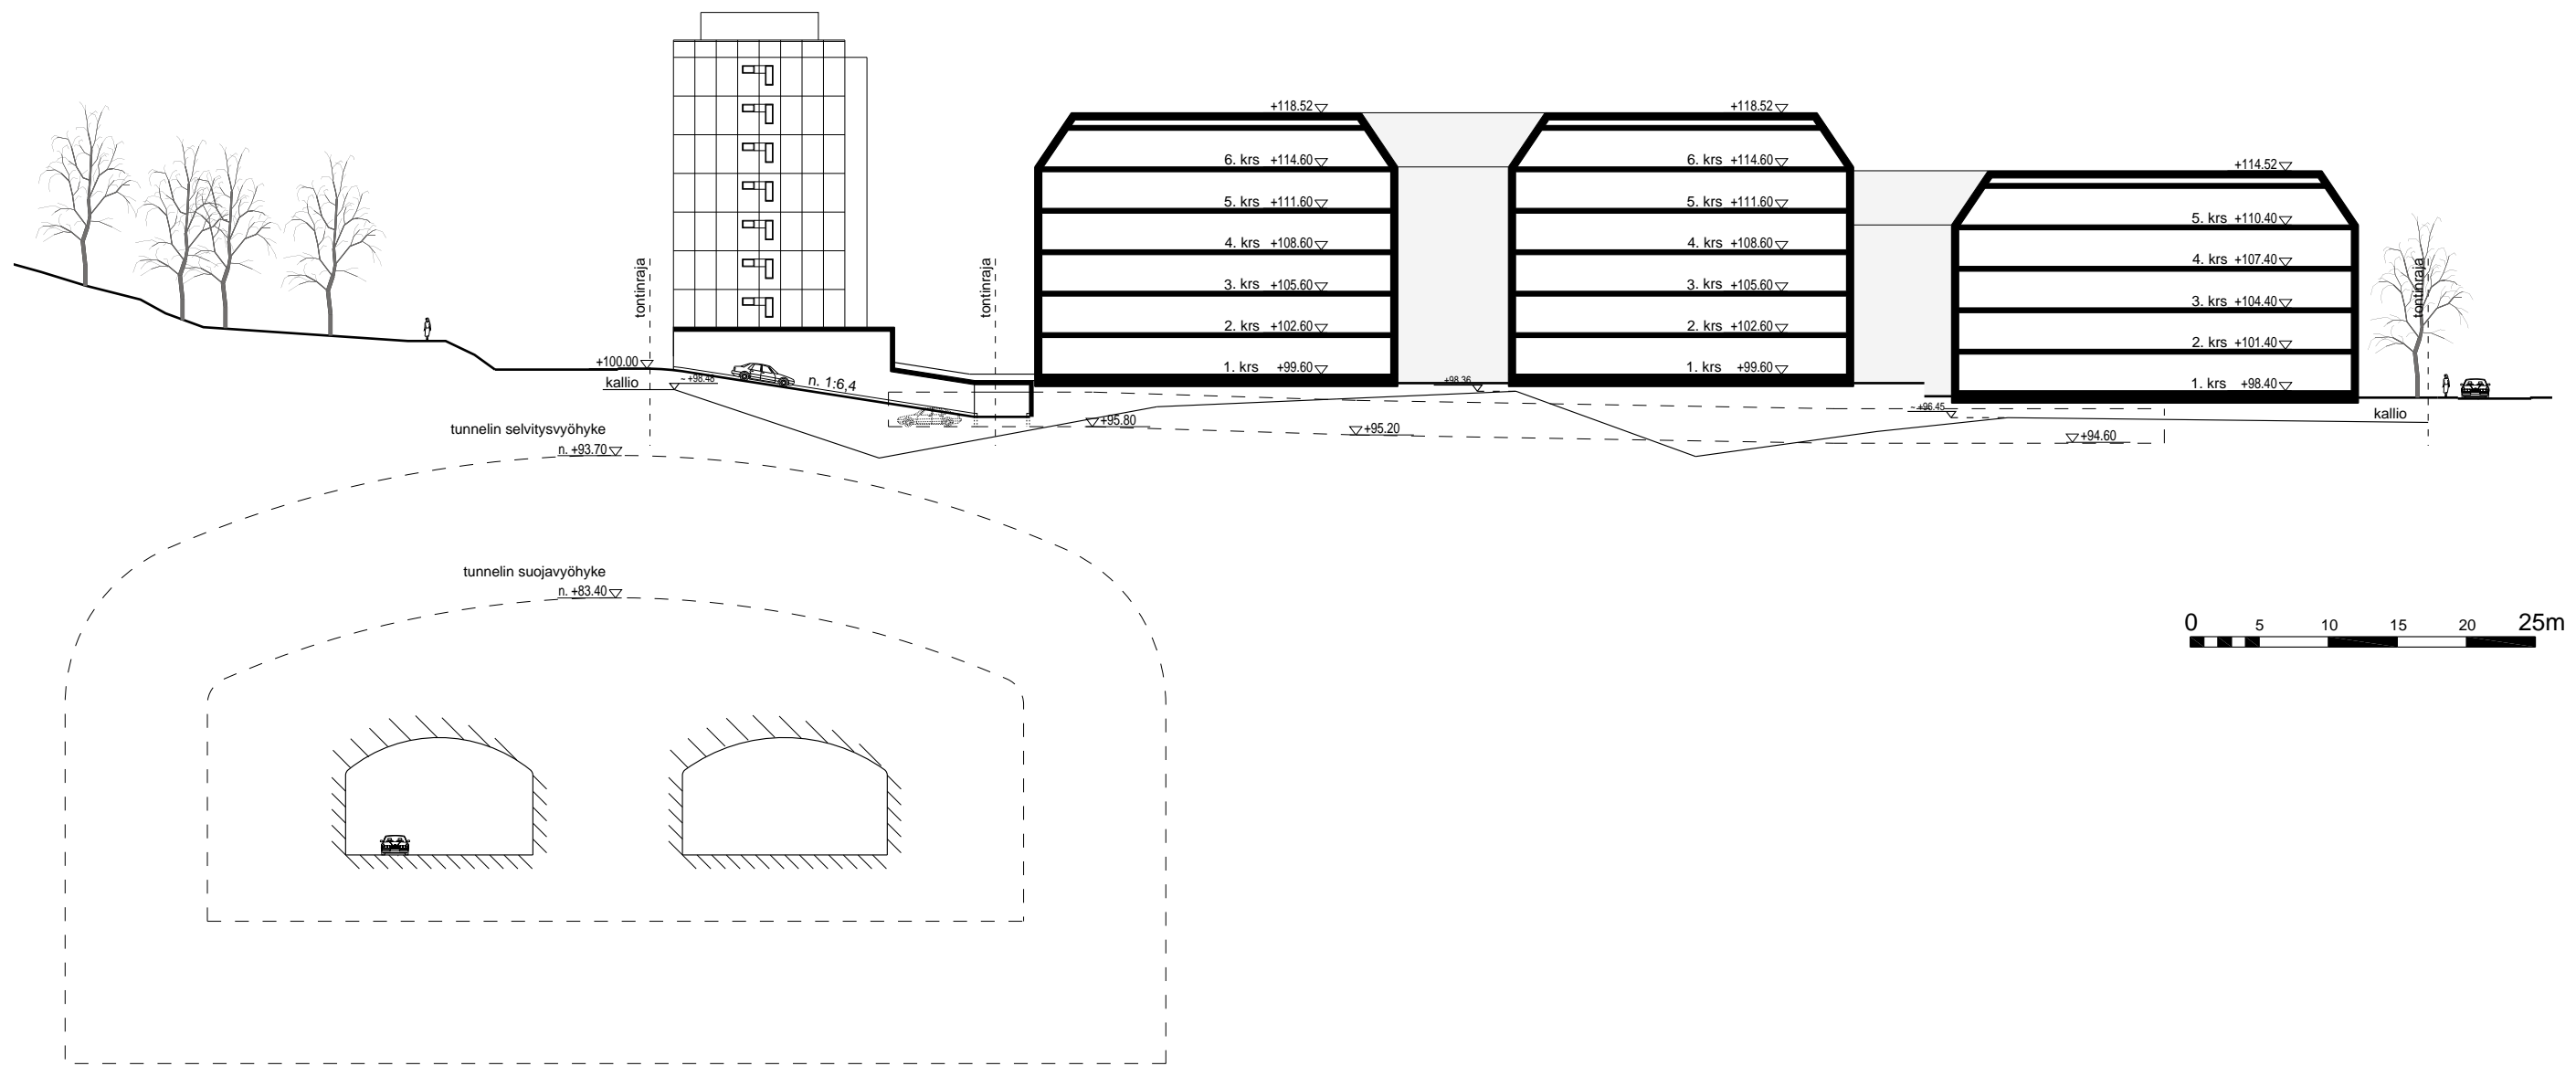 +118.52
+118.52
6. krs +114.60
6. krs +114.60
+114.52
5. krs +111.60
5. krs +111.60
5. krs +110.40
4. krs +108.60
4. krs +108.60
4. krs +107.40
tontinraja
tontinraja
tontinraja
3. krs +105.60
3. krs +105.60
3. krs +104.40
2. krs +102.60
2. krs +102.60
2. krs +101.40
+100.00
1. krs +99.60
1. krs +99.60
1. krs +98.40
kallio
~ +98.48
n. 1:6,4
+98.36
~ +96.45
kallio
+95.80
+95.20
+94.60
tunnelin selvitysvyöhyke
n. +93.70
tunnelin suojavyöhyke
n. +83.40
0 5 10 15 20 25m